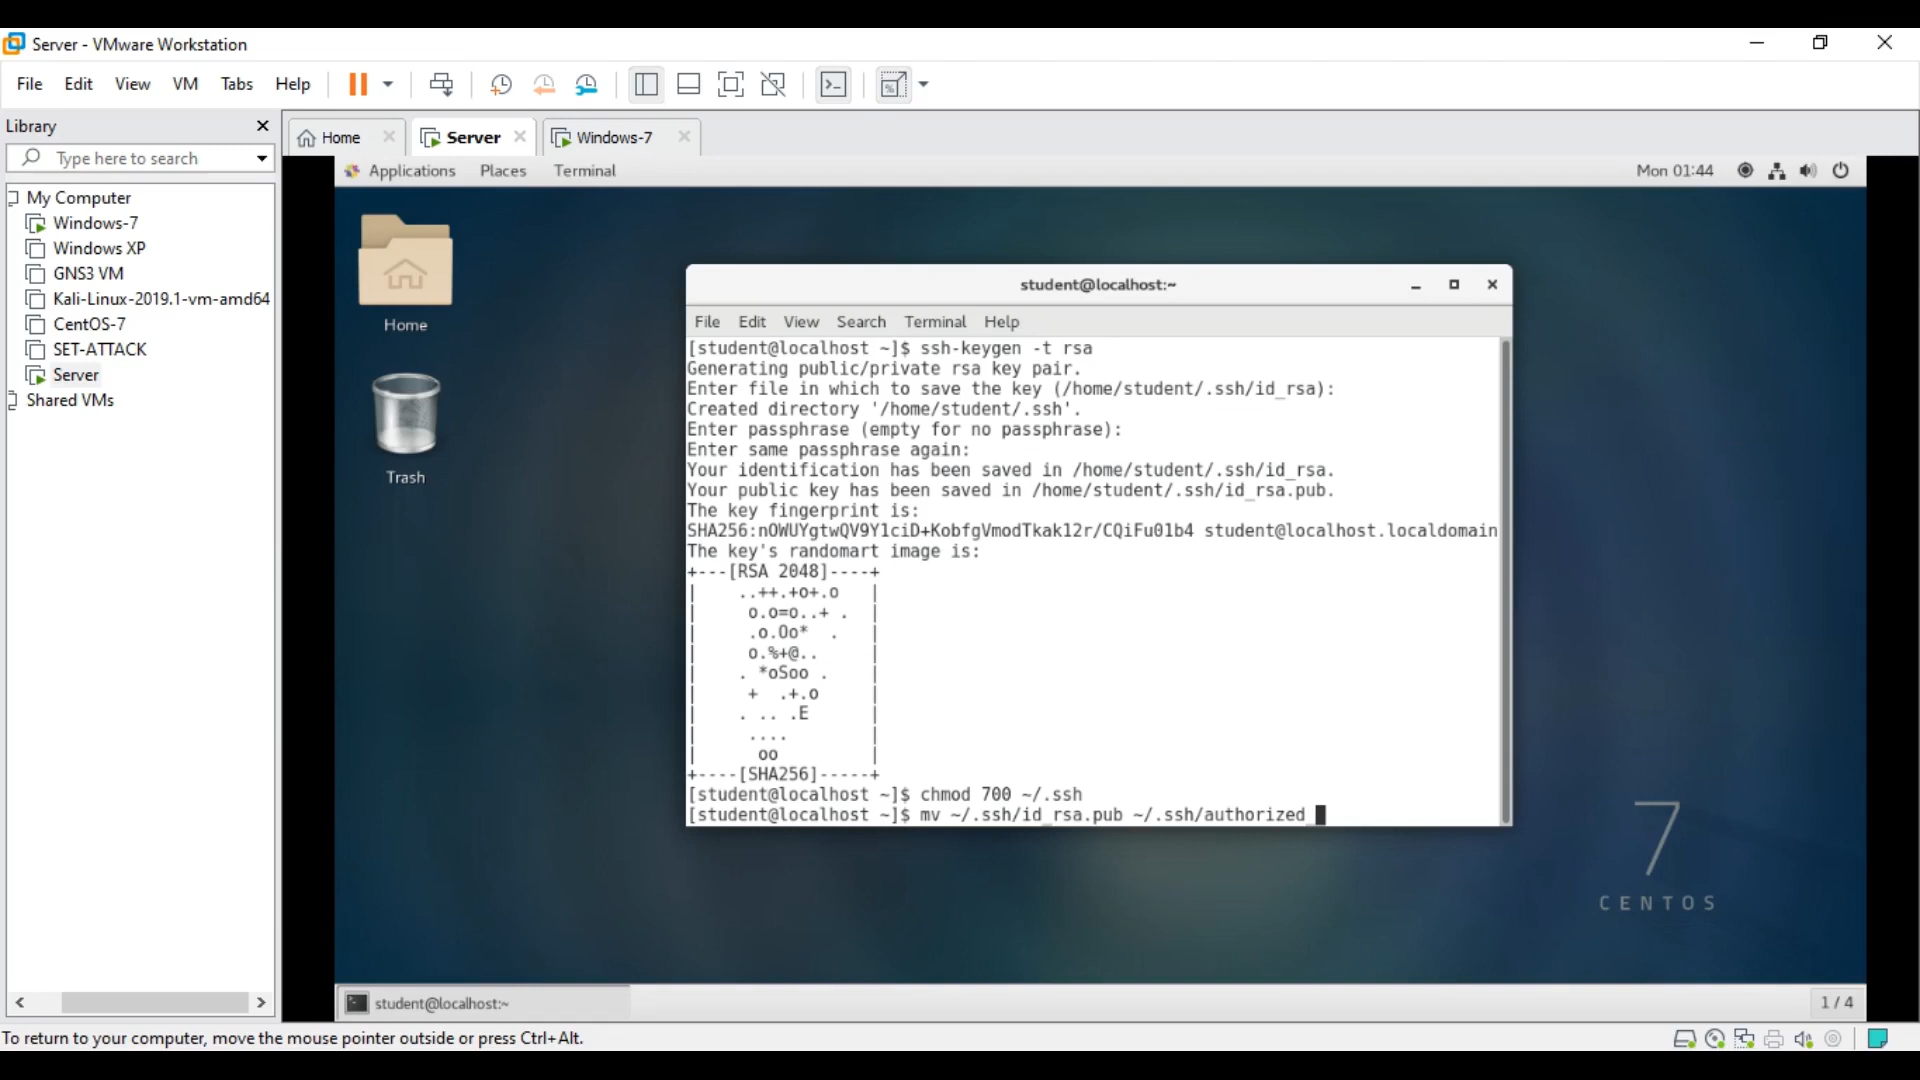 Server - VMware Workstation
File Edit View VM Tabs Help
Library
Type here to search
My Computer
Windows-7
Windows XP
GNS3 VM
Kali-Linux-2019.1-vm-amd64
CentOS-7
SET-ATTACK
Server
Shared VMs
Home Server Windows-7
Applications Places Terminal Mon 01:44
Home
Trash
student@localhost:~
File Edit View Search Terminal Help
[student@localhost ~]$ ssh-keygen -t rsa
Generating public/private rsa key pair.
Enter file in which to save the key (/home/student/.ssh/id_rsa):
Created directory '/home/student/.ssh'.
Enter passphrase (empty for no passphrase):
Enter same passphrase again:
Your identification has been saved in /home/student/.ssh/id_rsa.
Your public key has been saved in /home/student/.ssh/id_rsa.pub.
The key fingerprint is:
SHA256:nOWUYgtwQV9Y1ciD+KobfgVmodTkak12r/CQiFu01b4 student@localhost.localdomain
The key's randomart image is:
+---[RSA 2048]----+
|     ..++.+o+.o   |
|      o.o=o..+ .  |
|      .o.Oo*  .   |
|      o.%+@..     |
|     . *oSoo .    |
|      +  .+.o     |
|     . .. .E      |
|      ....        |
|       oo         |
+----[SHA256]-----+
[student@localhost ~]$ chmod 700 ~/.ssh
[student@localhost ~]$ mv ~/.ssh/id_rsa.pub ~/.ssh/authorized_
7
CENTOS
student@localhost:~
1 / 4
To return to your computer, move the mouse pointer outside or press Ctrl+Alt.